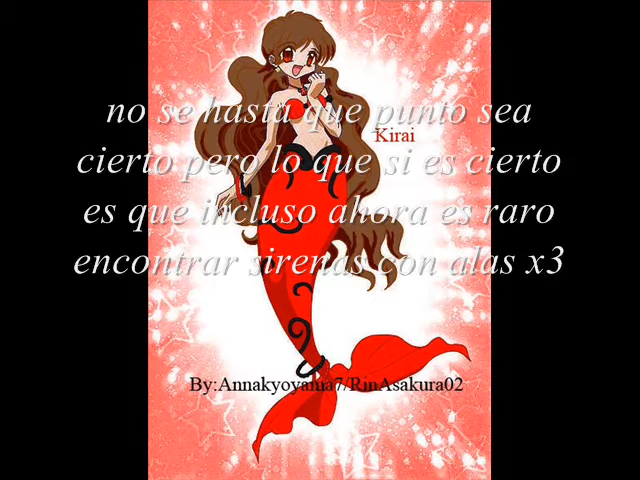 no se hasta que punto sea
Kirai
cierto pero lo que si es cierto
es que incluso ahora es raro
encontrar sirenas con alas x3
By:Annakyoyama7/RinAsakura02